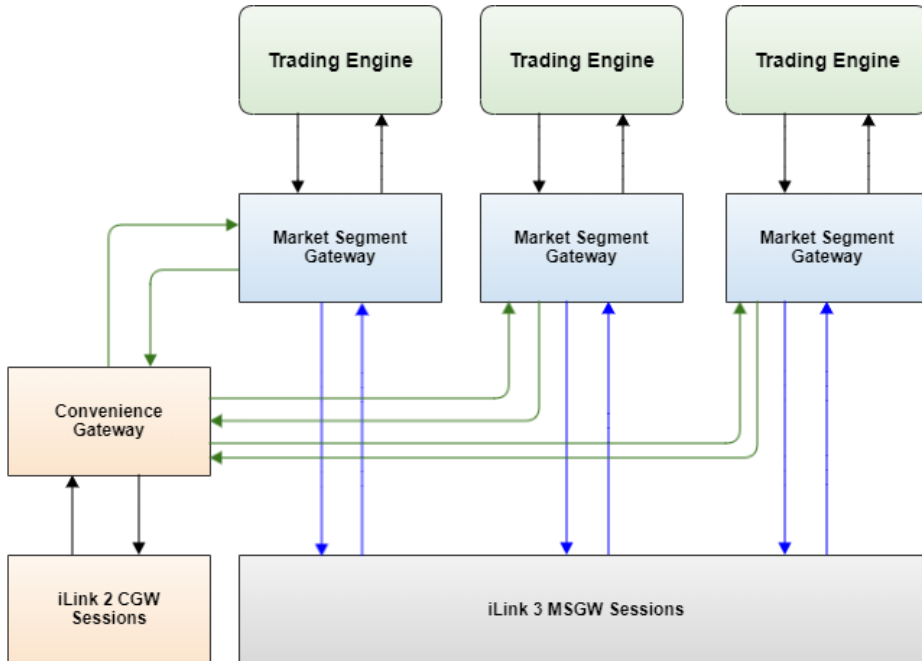 Trading Engine
Trading Engine
Trading Engine
Market Segment
Gateway
Market Segment
Gateway
Market Segment
Gateway
Convenience
Gateway
iLink 2 CGW
Sessions
iLink 3 MSGW Sessions